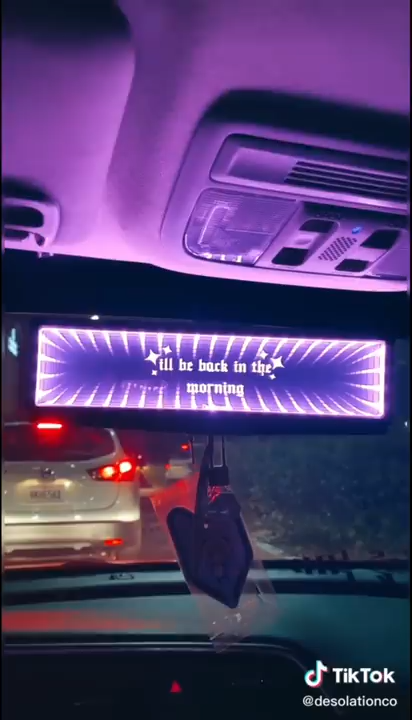 ill be back in the
morning
TikTok
@desolationco